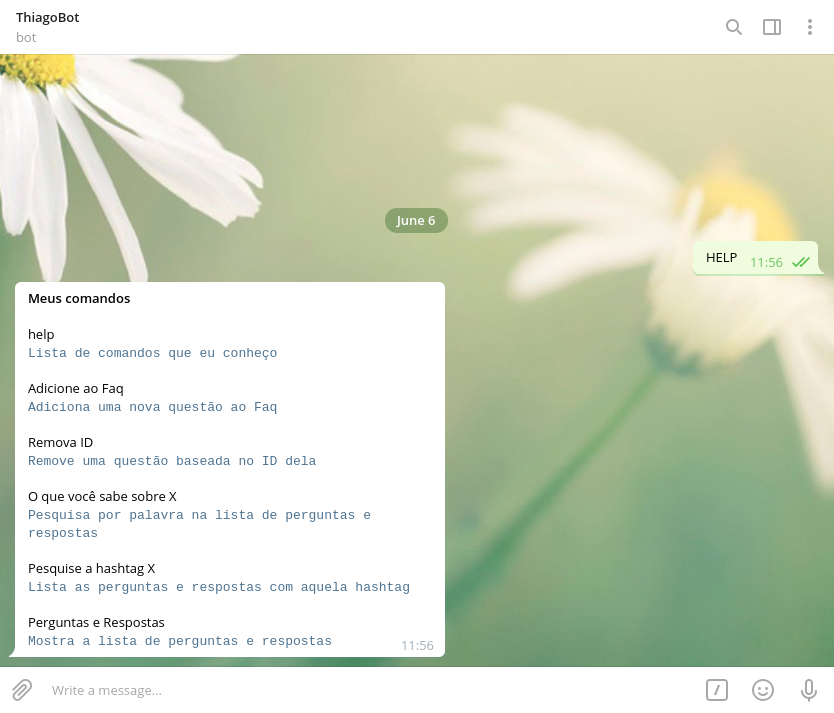 ThiagoBot
bot
June 6
HELP 11:56
Meus comandos
help
Lista de comandos que eu conheço
Adicione ao Faq
Adiciona uma nova questão ao Faq
Remova ID
Remove uma questão baseada no ID dela
O que você sabe sobre X
Pesquisa por palavra na lista de perguntas e
respostas
Pesquise a hashtag X
Lista as perguntas e respostas com aquela hashtag
Perguntas e Respostas
Mostra a lista de perguntas e respostas
11:56
Write a message...